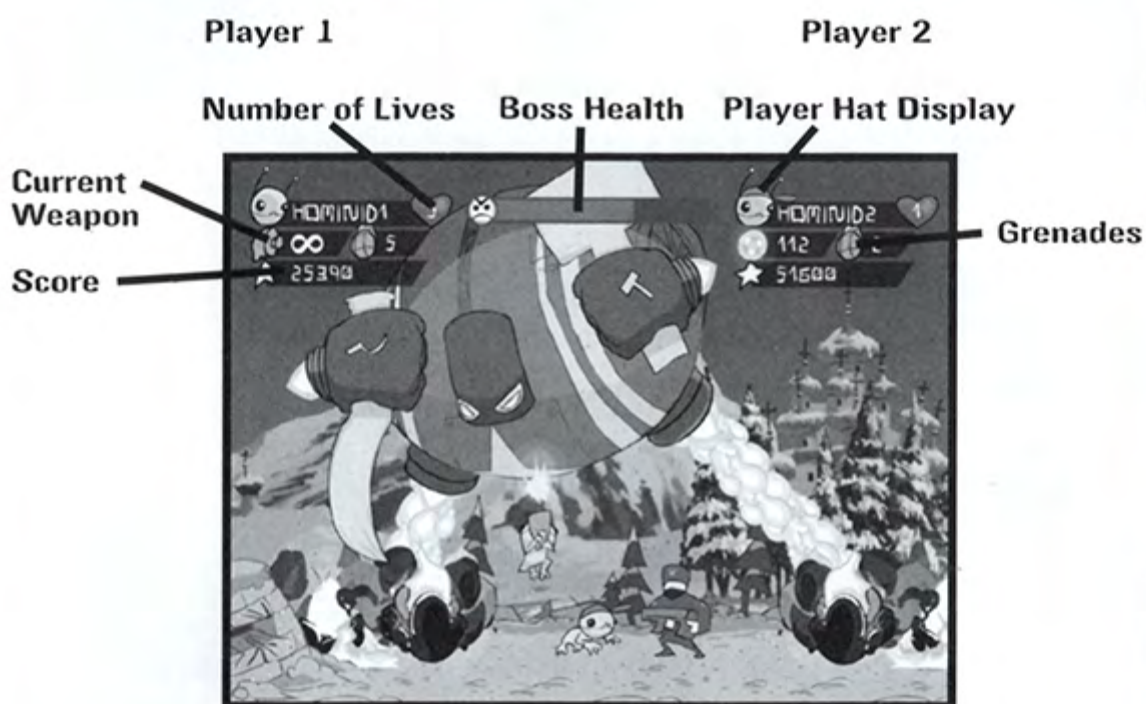 Player 1
Player 2
Number of Lives
Boss Health
Player Hat Display
Current
Weapon
Score
Grenades
HOMINID1
HOMINID2 1
∞ 5
112
25390
51600